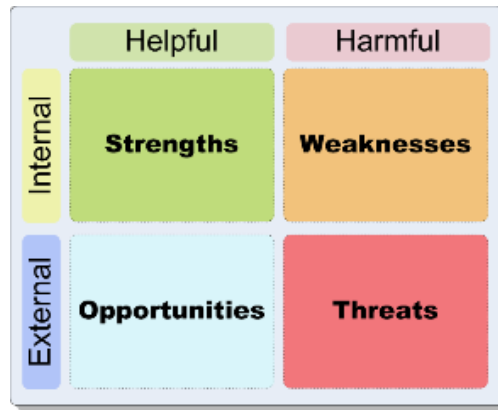 Helpful
Harmful
Internal
Strengths
Weaknesses
External
Opportunities
Threats